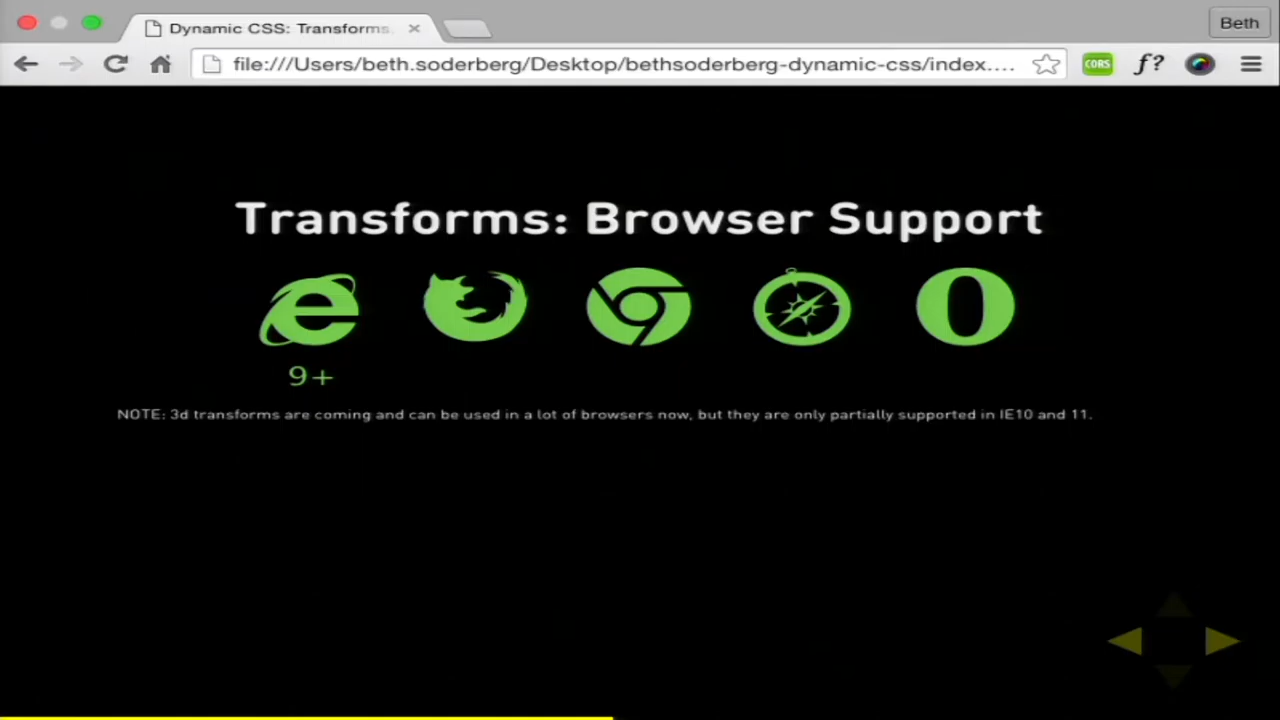 Dynamic CSS: Transforms,
Beth
file:///Users/beth.soderberg/Desktop/bethsoderberg-dynamic-css/index....
CORS
f?
Transforms: Browser Support
9+
NOTE: 3d transforms are coming and can be used in a lot of browsers now, but they are only partially supported in IE10 and 11.